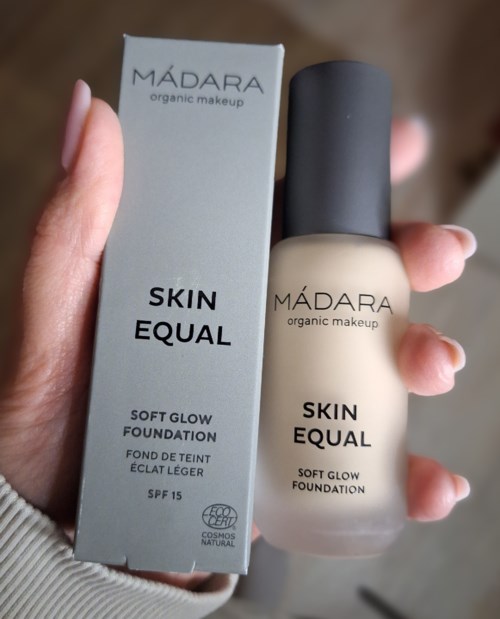 MÁDARA
organic makeup
SKIN
EQUAL
SOFT GLOW
FOUNDATION
FOND DE TEINT
ÉCLAT LÉGER
SPF 15
ECO
CERT
COSMOS
NATURAL
MÁDARA
organic makeup
SKIN
EQUAL
SOFT GLOW
FOUNDATION